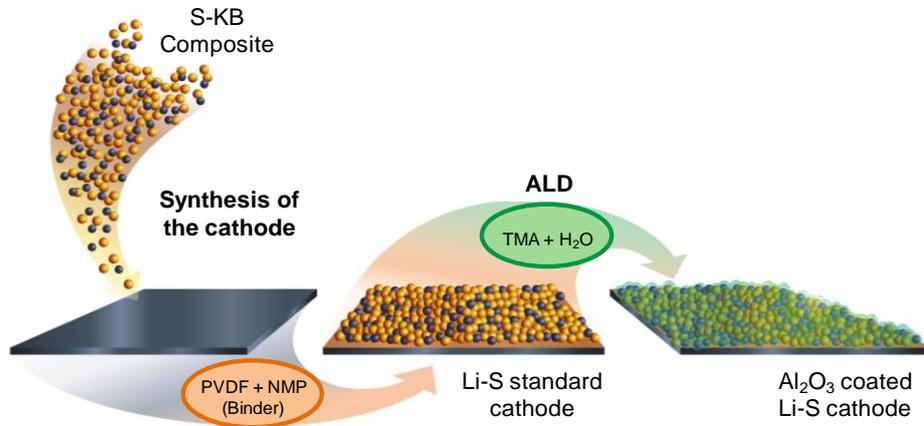 S-KB
Composite
Synthesis of
the cathode
ALD
TMA + H₂O
PVDF + NMP
(Binder)
Li-S standard
cathode
Al₂O₃ coated
Li-S cathode